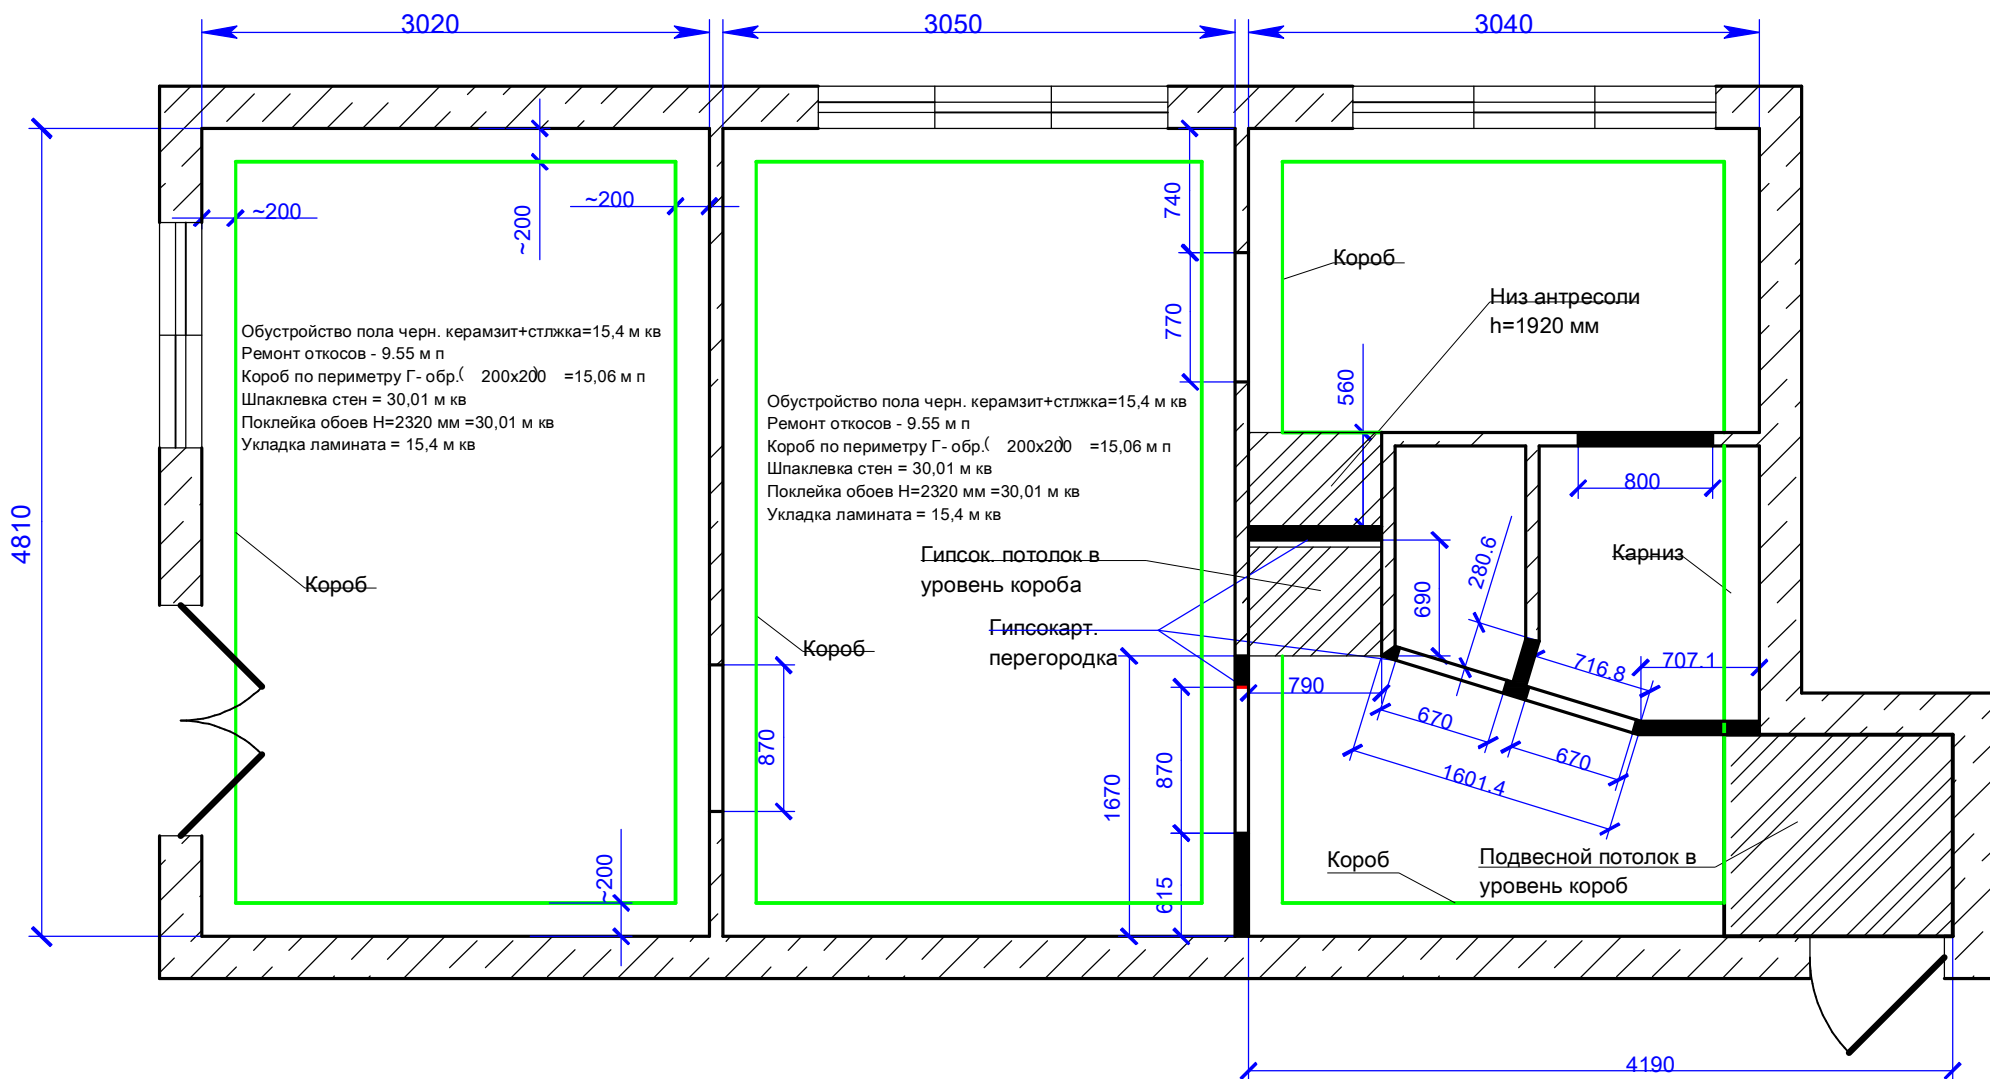 3020
3050
3040
~200
~200
~200
740
Короб
770
Низ антресоли
h=1920 мм
Обустройство пола черн. керамзит+стлжка=15,4 м кв
Ремонт откосов - 9.55 м п
Короб по периметру Г- обр.( 200х200) =15,06 м п
Шпаклевка стен = 30,01 м кв
Поклейка обоев Н=2320 мм =30,01 м кв
Укладка ламината = 15,4 м кв
Обустройство пола черн. керамзит+стлжка=15,4 м кв
Ремонт откосов - 9.55 м п
Короб по периметру Г- обр.( 200х200) =15,06 м п
Шпаклевка стен = 30,01 м кв
Поклейка обоев Н=2320 мм =30,01 м кв
Укладка ламината = 15,4 м кв
560
800
4810
Гипсок. потолок в
уровень короба
280.6
Карниз
Короб
690
Гипсокарт.
перегородка
Короб
716.8
707.1
790
670
870
670
1670
870
1601.4
Короб
Подвесной потолок в
уровень короб
~200
615
4190